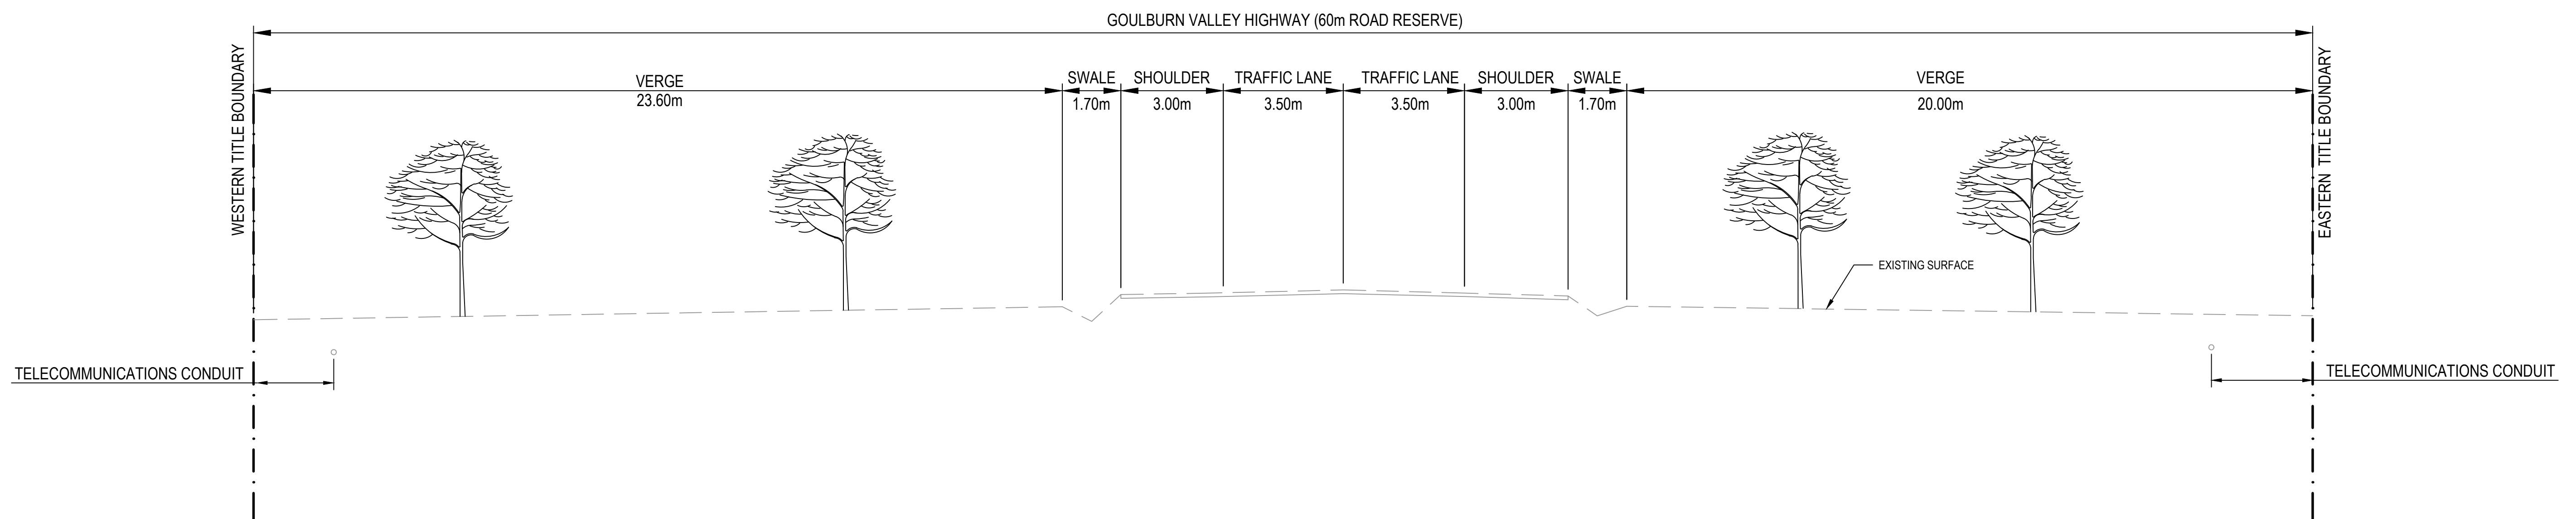 GOULBURN VALLEY HIGHWAY (60m ROAD RESERVE)
WESTERN TITLE BOUNDARY
VERGE
23.60m
SWALE
1.70m
SHOULDER
3.00m
TRAFFIC LANE
3.50m
TRAFFIC LANE
3.50m
SHOULDER
3.00m
SWALE
1.70m
VERGE
20.00m
EASTERN TITLE BOUNDARY
EXISTING SURFACE
TELECOMMUNICATIONS CONDUIT
TELECOMMUNICATIONS CONDUIT